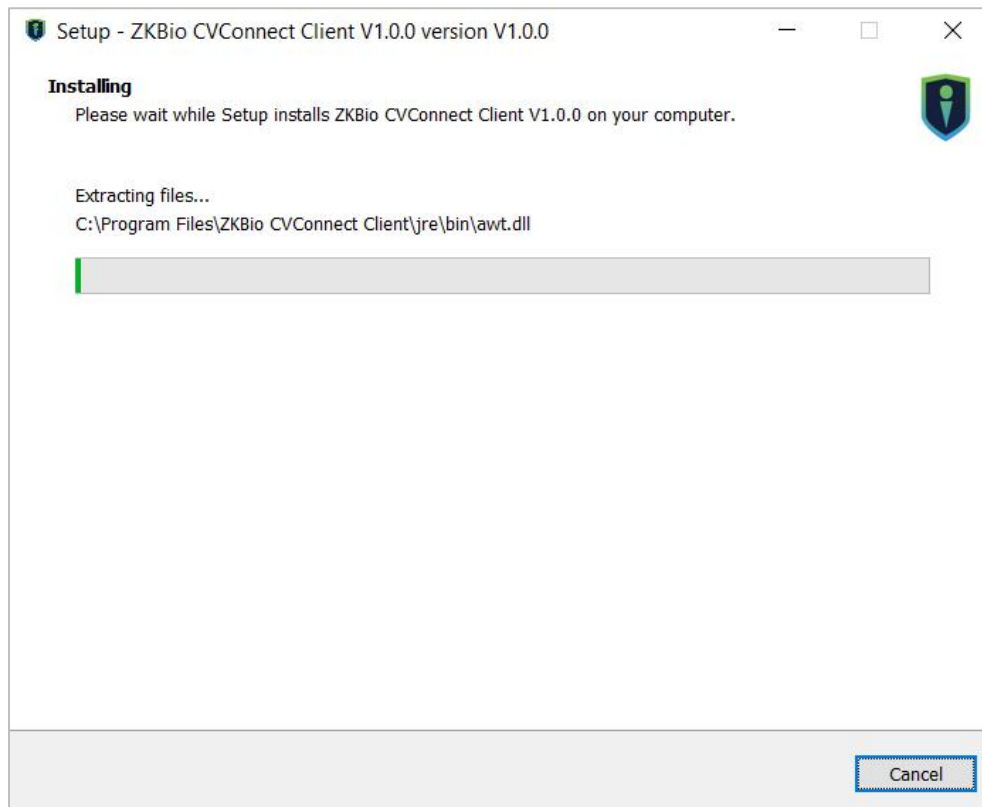 Setup - ZKBio CVConnect Client V1.0.0 version V1.0.0
Installing
Please wait while Setup installs ZKBio CVConnect Client V1.0.0 on your computer.
Extracting files...
C:\Program Files\ZKBio CVConnect Client\jre\bin\awt.dll
Cancel